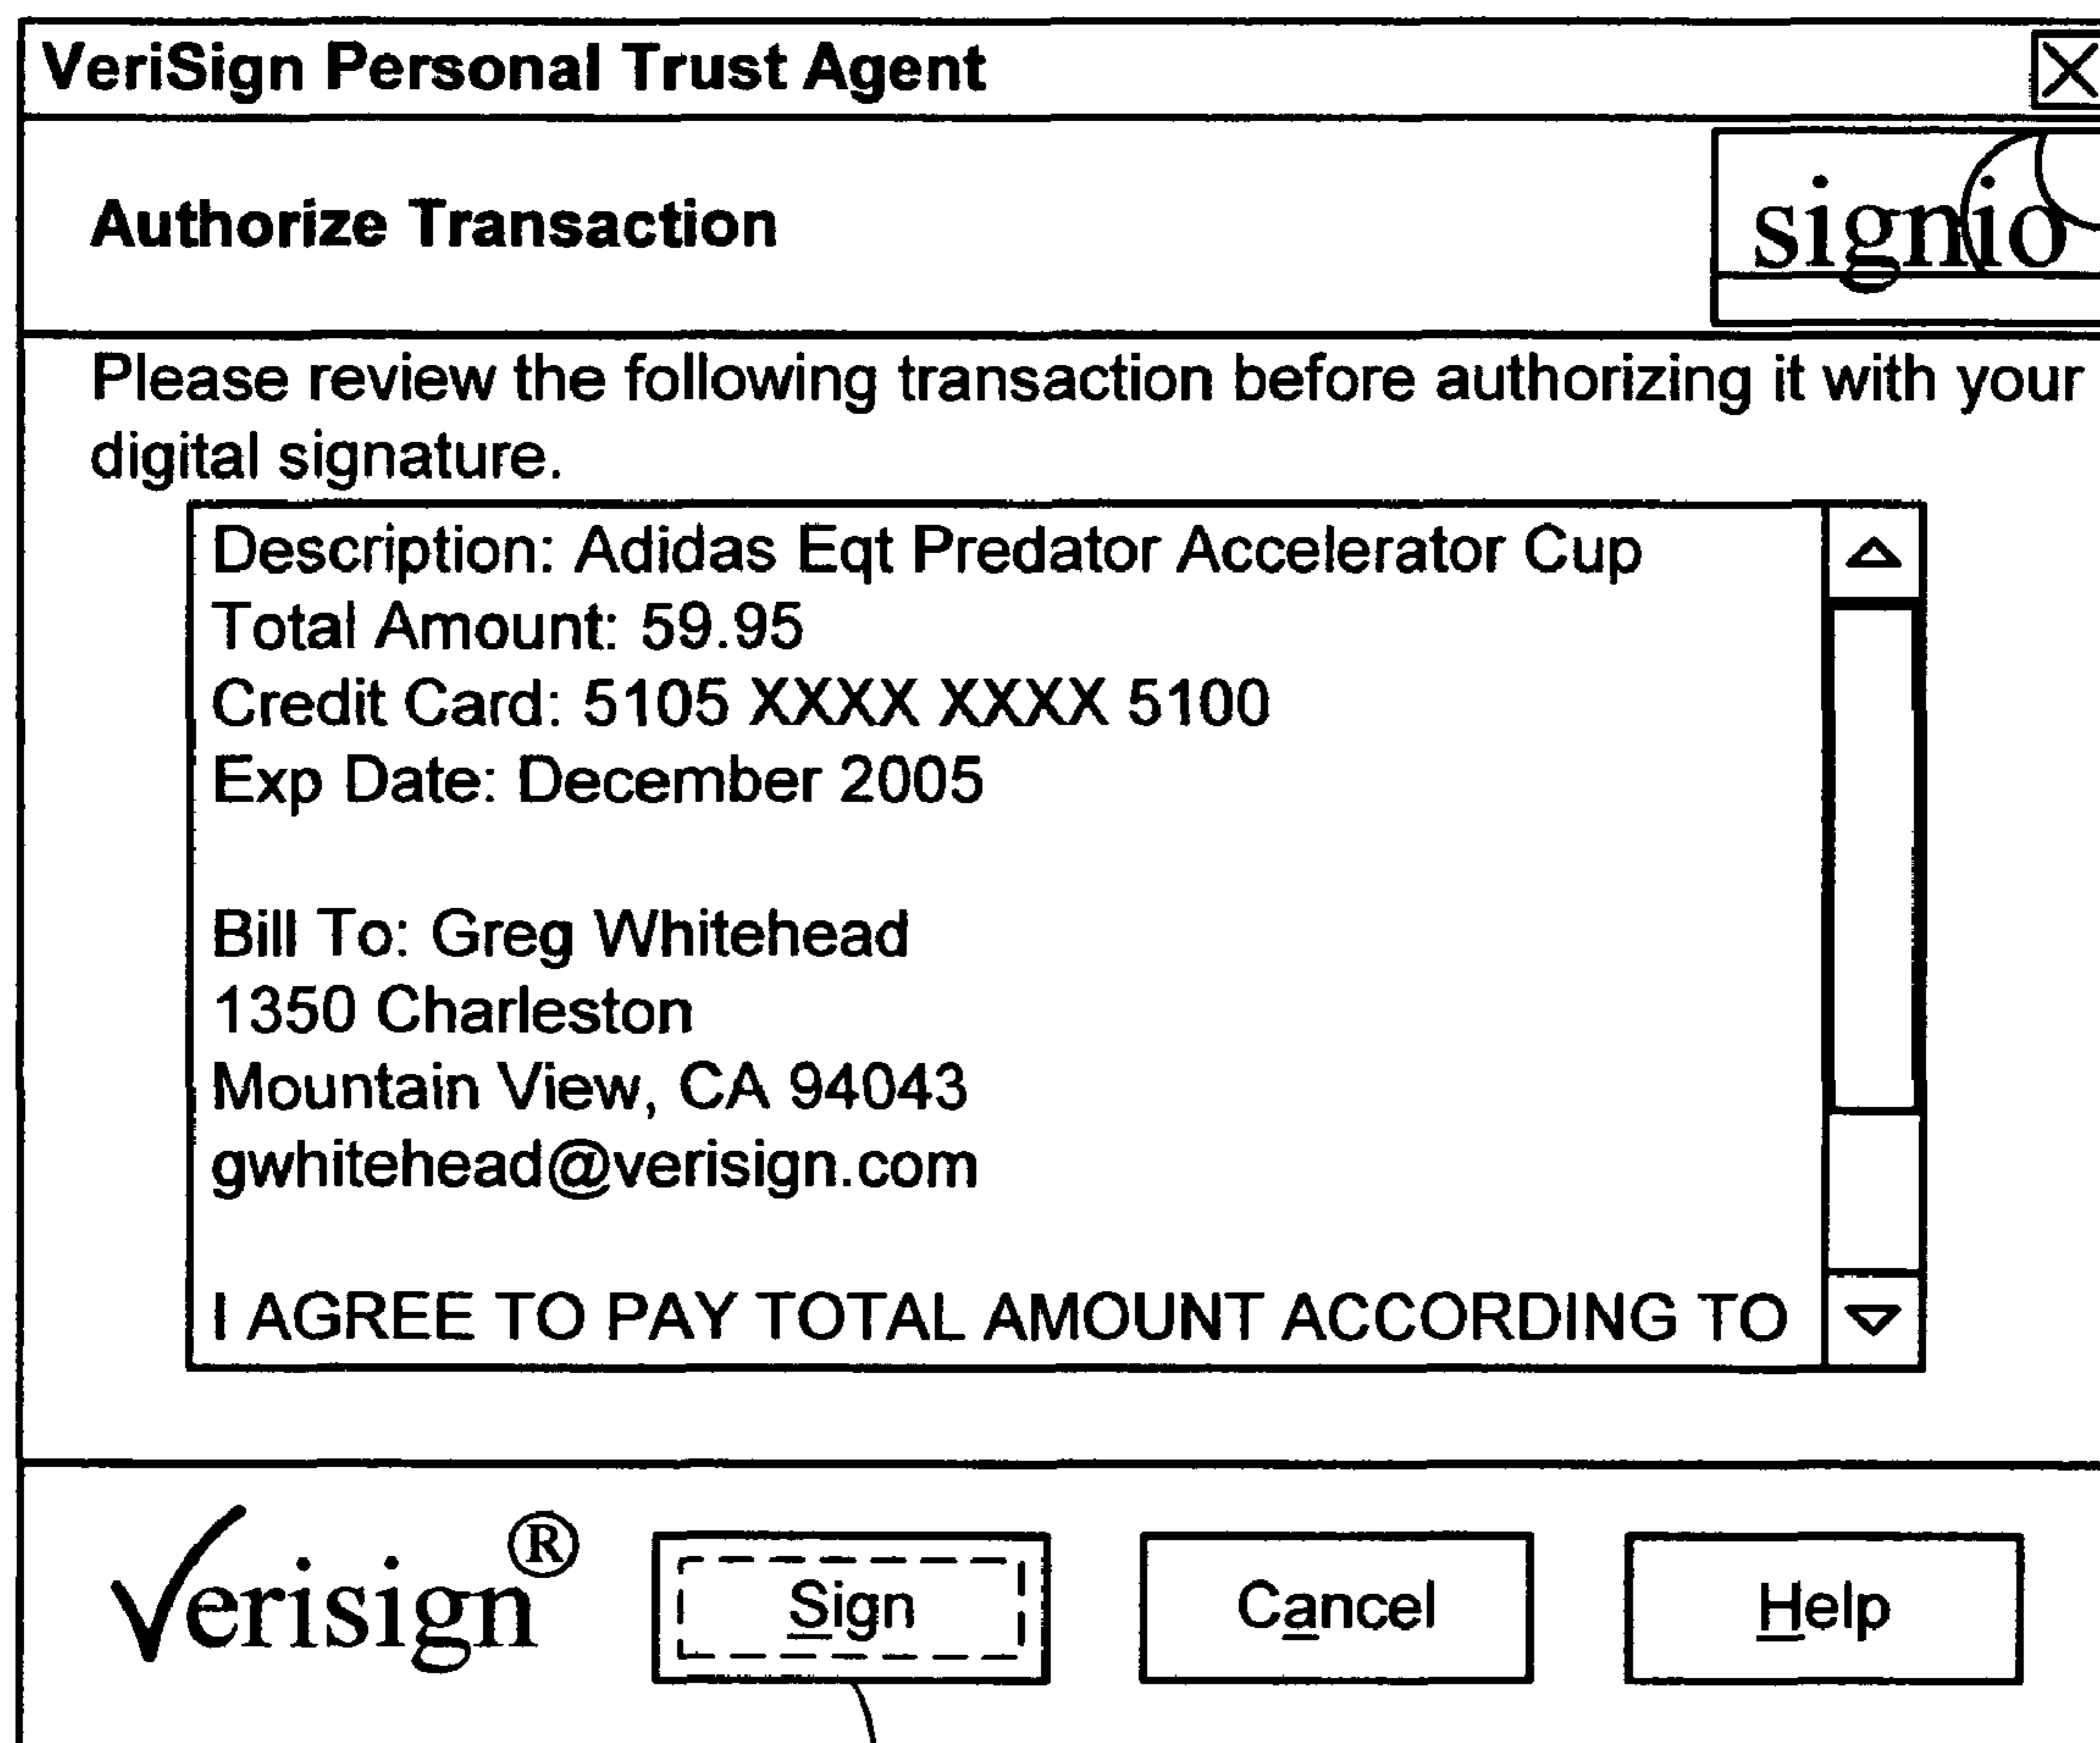 VeriSign Personal Trust Agent
Authorize Transaction
signio
Please review the following transaction before authorizing it with your
digital signature.
Description: Adidas Eqt Predator Accelerator Cup
Total Amount: 59.95
Credit Card: 5105 XXXX XXXX 5100
Exp Date: December 2005
Bill To: Greg Whitehead
1350 Charleston
Mountain View, CA 94043
gwhitehead@verisign.com
I AGREE TO PAY TOTAL AMOUNT ACCORDING TO
Verisign®
Sign
Cancel
Help